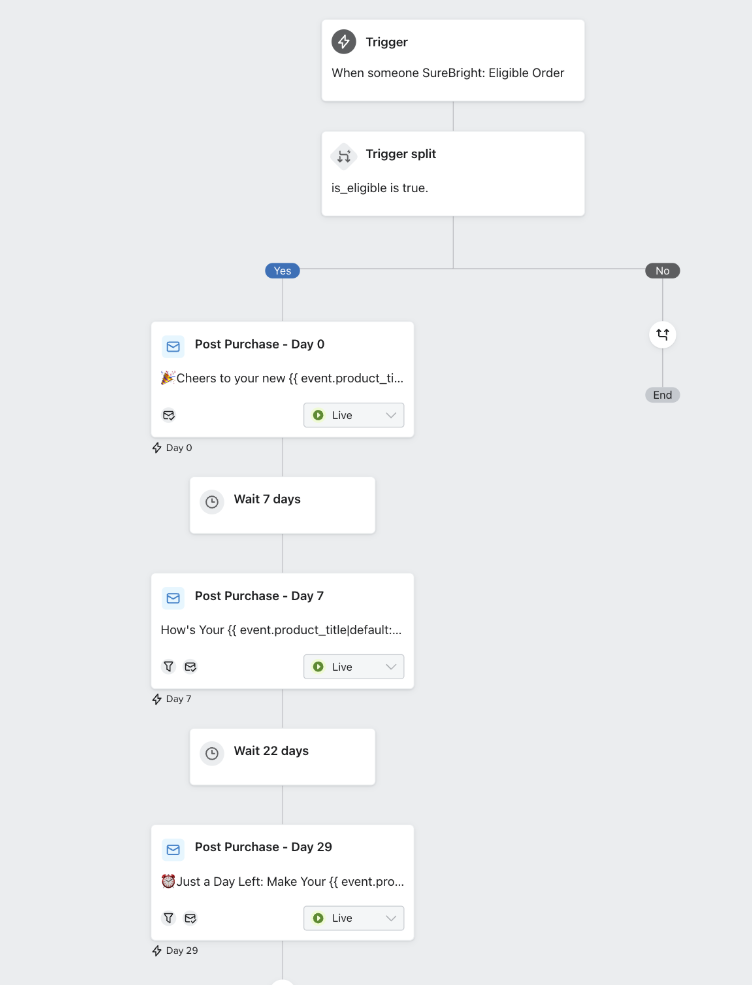 Trigger
When someone SureBright: Eligible Order
Trigger split
is_eligible is true.
Yes
No
Post Purchase - Day 0
🎉Cheers to your new {{ event.product_ti...
Live
Day 0
End
Wait 7 days
Post Purchase - Day 7
How's Your {{ event.product_title|default:...
Live
Day 7
Wait 22 days
Post Purchase - Day 29
⏰Just a Day Left: Make Your {{ event.pro...
Live
Day 29